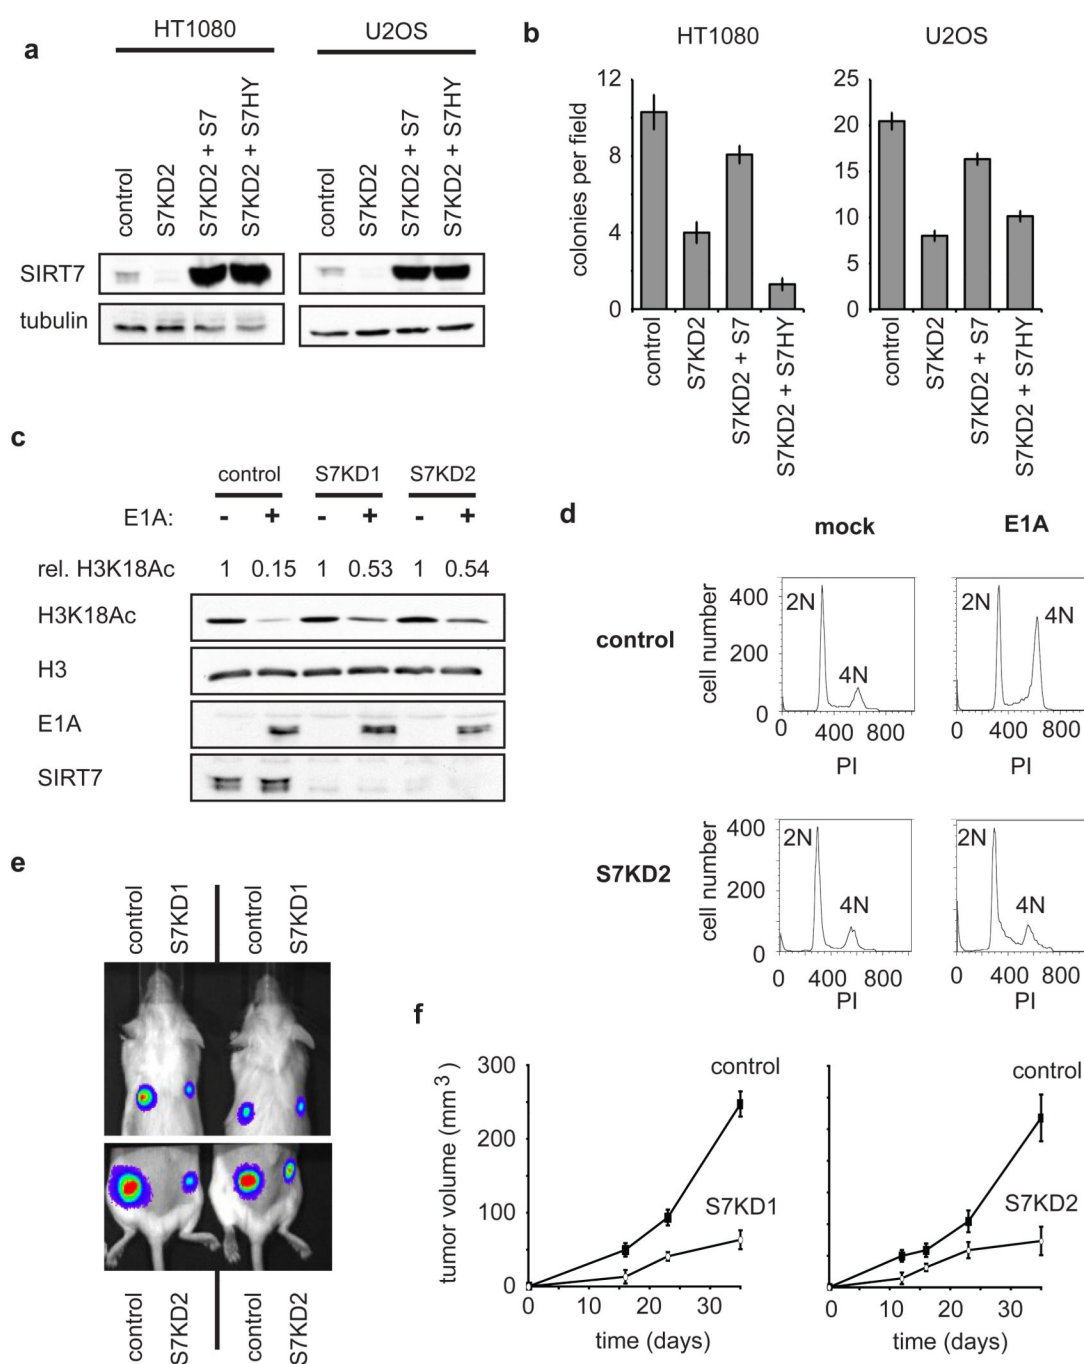 a
HT1080
U2OS
control
S7KD2
S7KD2 + S7
S7KD2 + S7HY
control
S7KD2
S7KD2 + S7
S7KD2 + S7HY
SIRT7
tubulin
b
HT1080
U2OS
colonies per field
12
8
4
0
control
S7KD2
S7KD2 + S7
S7KD2 + S7HY
25
20
15
10
5
0
control
S7KD2
S7KD2 + S7
S7KD2 + S7HY
c
control S7KD1 S7KD2
E1A: - + - + - +
rel. H3K18Ac 1 0.15 1 0.53 1 0.54
H3K18Ac
H3
E1A
SIRT7
d
mock E1A
control
cell number
400
200
0
2N
4N
0 400 800
PI
2N
4N
0 400 800
PI
S7KD2
cell number
400
200
0
2N
4N
0 400 800
PI
2N
4N
0 400 800
PI
e
control
S7KD1
control
S7KD1
control
S7KD2
control
S7KD2
f
tumor volume (mm3)
300
200
100
0
control
S7KD1
0 10 20 30
time (days)
control
S7KD2
0 10 20 30
time (days)